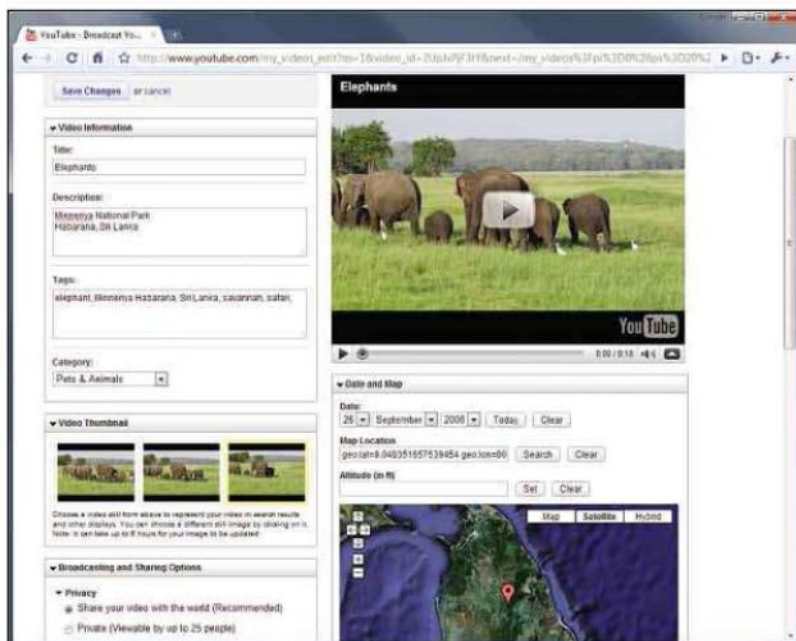 YouTube - Broadcast Yo...
http://www.youtube.com/my_videos_edit?ns=1&video_id=
Save Changes or cancel
Video Information
Title:
Elephants
Description:
Minneriya National Park
Habarana, Sri Lanka
Tags:
elephant, Minneriya Habarana, Sri Lanka, savannah, safari,
Category:
Pets & Animals
Video Thumbnail
Choose a video still from above to represent your video in search results
and other displays. You can choose a different still image by clicking on it.
Note: It can take up to 6 hours for your image to be updated!
Broadcasting and Sharing Options
Privacy
Share your video with the world (Recommended)
Private (Viewable by up to 25 people)
Elephants
YouTube
0:00 / 0:18
Date and Map
Date:
26 September 2008 Today Clear
Map Location
Search Clear
Altitude (in ft)
Set Clear
Map Satellite Hybrid